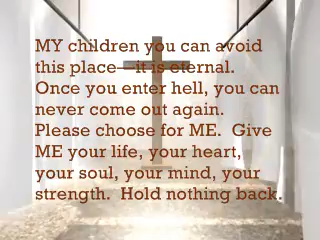 MY children you can avoid
this place—it is eternal.
Once you enter hell, you can
never come out again.
Please choose for ME.  Give
ME your life, your heart,
your soul, your mind, your
strength.  Hold nothing back.